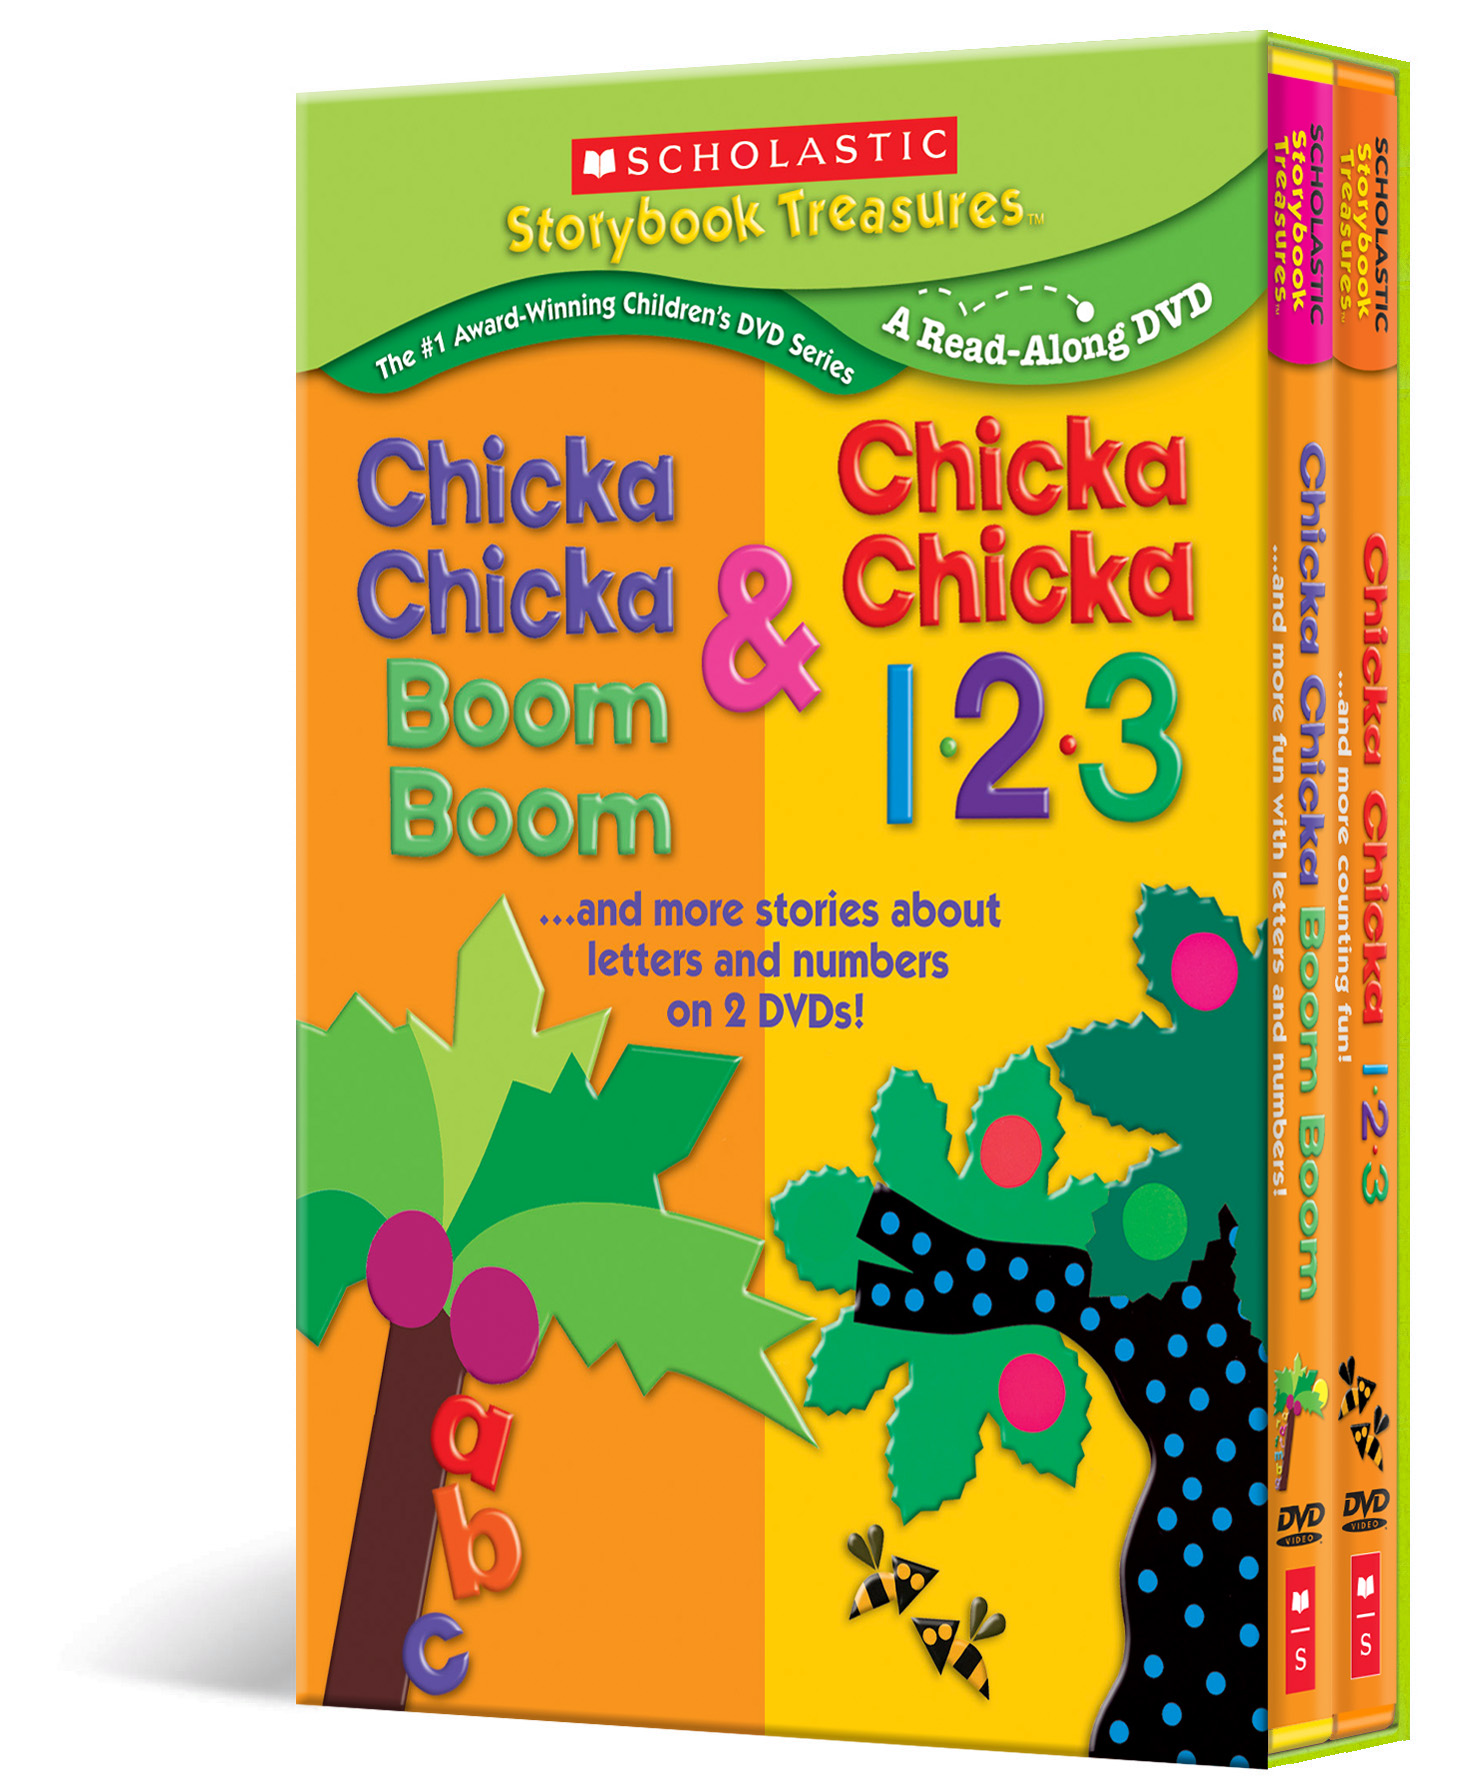 SCHOLASTIC
Storybook Treasures™
The #1 Award-Winning Children's DVD Series
A Read-Along DVD
Chicka
Chicka
Boom
Boom
&
Chicka
Chicka
1·2·3
...and more stories about
letters and numbers
on 2 DVDs!
a
b
c
SCHOLASTIC
Storybook
Treasures™
Chicka Chicka Boom Boom
...and more fun with letters and numbers!
DVD
VIDEO
S
SCHOLASTIC
Storybook
Treasures™
Chicka Chicka 1·2·3
...and more counting fun!
DVD
VIDEO
S